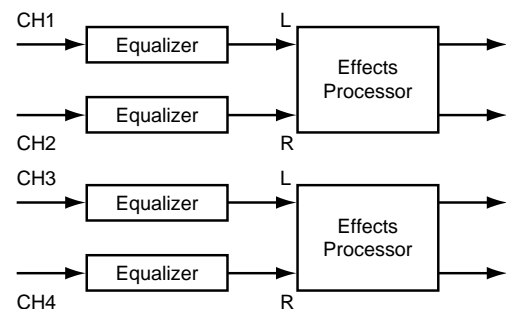 CH1
L
Equalizer
Effects
Processor
Equalizer
CH2
R
CH3
L
Equalizer
Effects
Processor
Equalizer
CH4
R